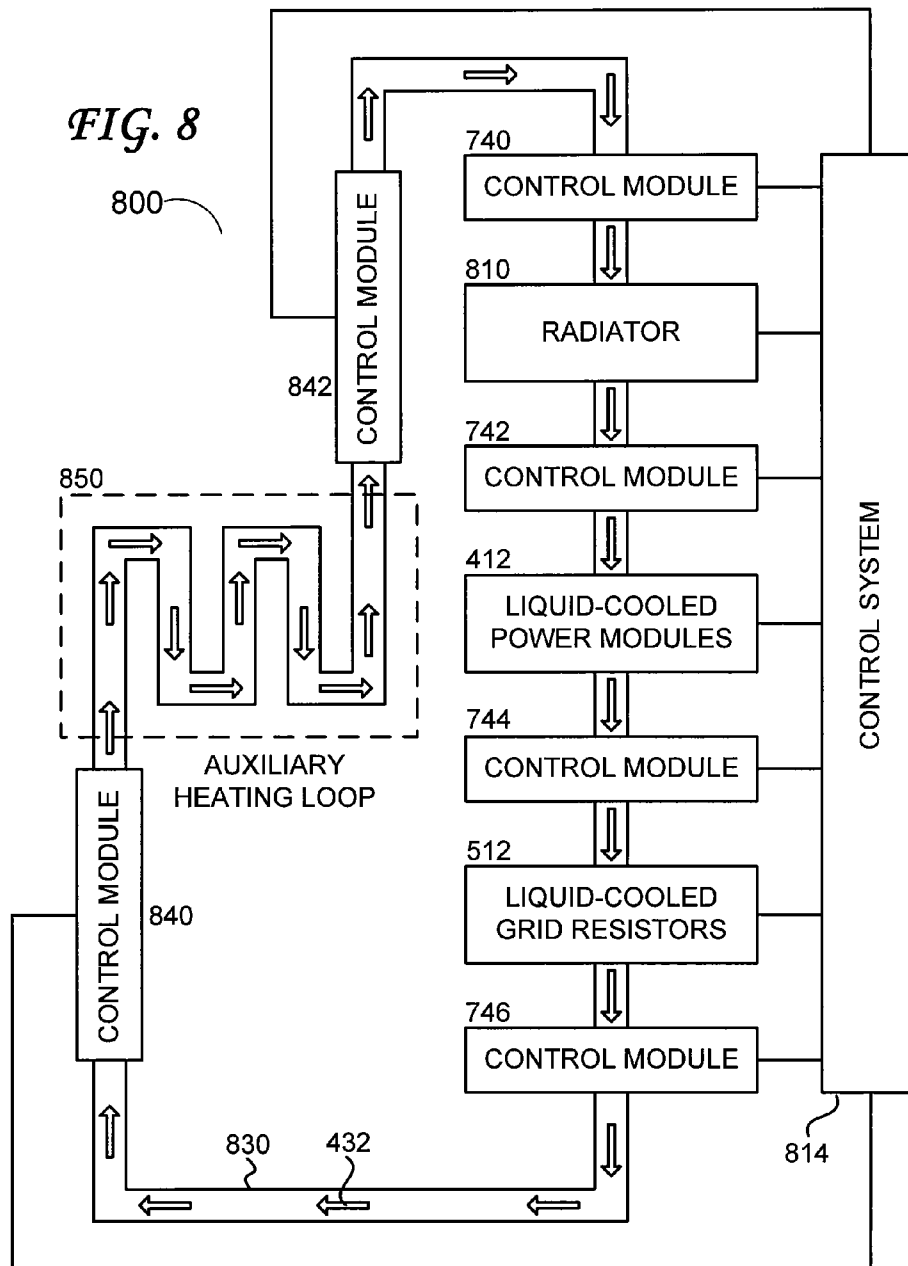 FIG. 8
800
740
CONTROL MODULE
810
RADIATOR
CONTROL MODULE
842
742
CONTROL MODULE
850
412
LIQUID-COOLED
POWER MODULES
CONTROL SYSTEM
AUXILIARY
HEATING LOOP
744
CONTROL MODULE
CONTROL MODULE
840
512
LIQUID-COOLED
GRID RESISTORS
746
CONTROL MODULE
830
432
814